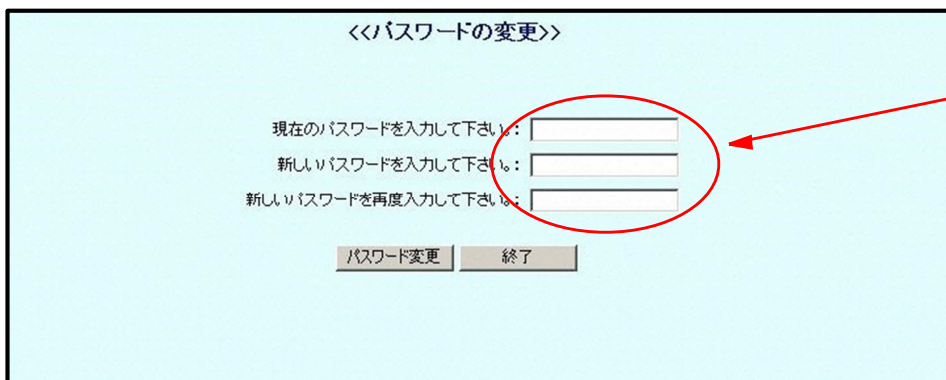 <<パスワードの変更>>
現在のパスワードを入力して下さい。:
新しいパスワードを入力して下さい。:
新しいパスワードを再度入力して下さい。:
パスワード変更 終了